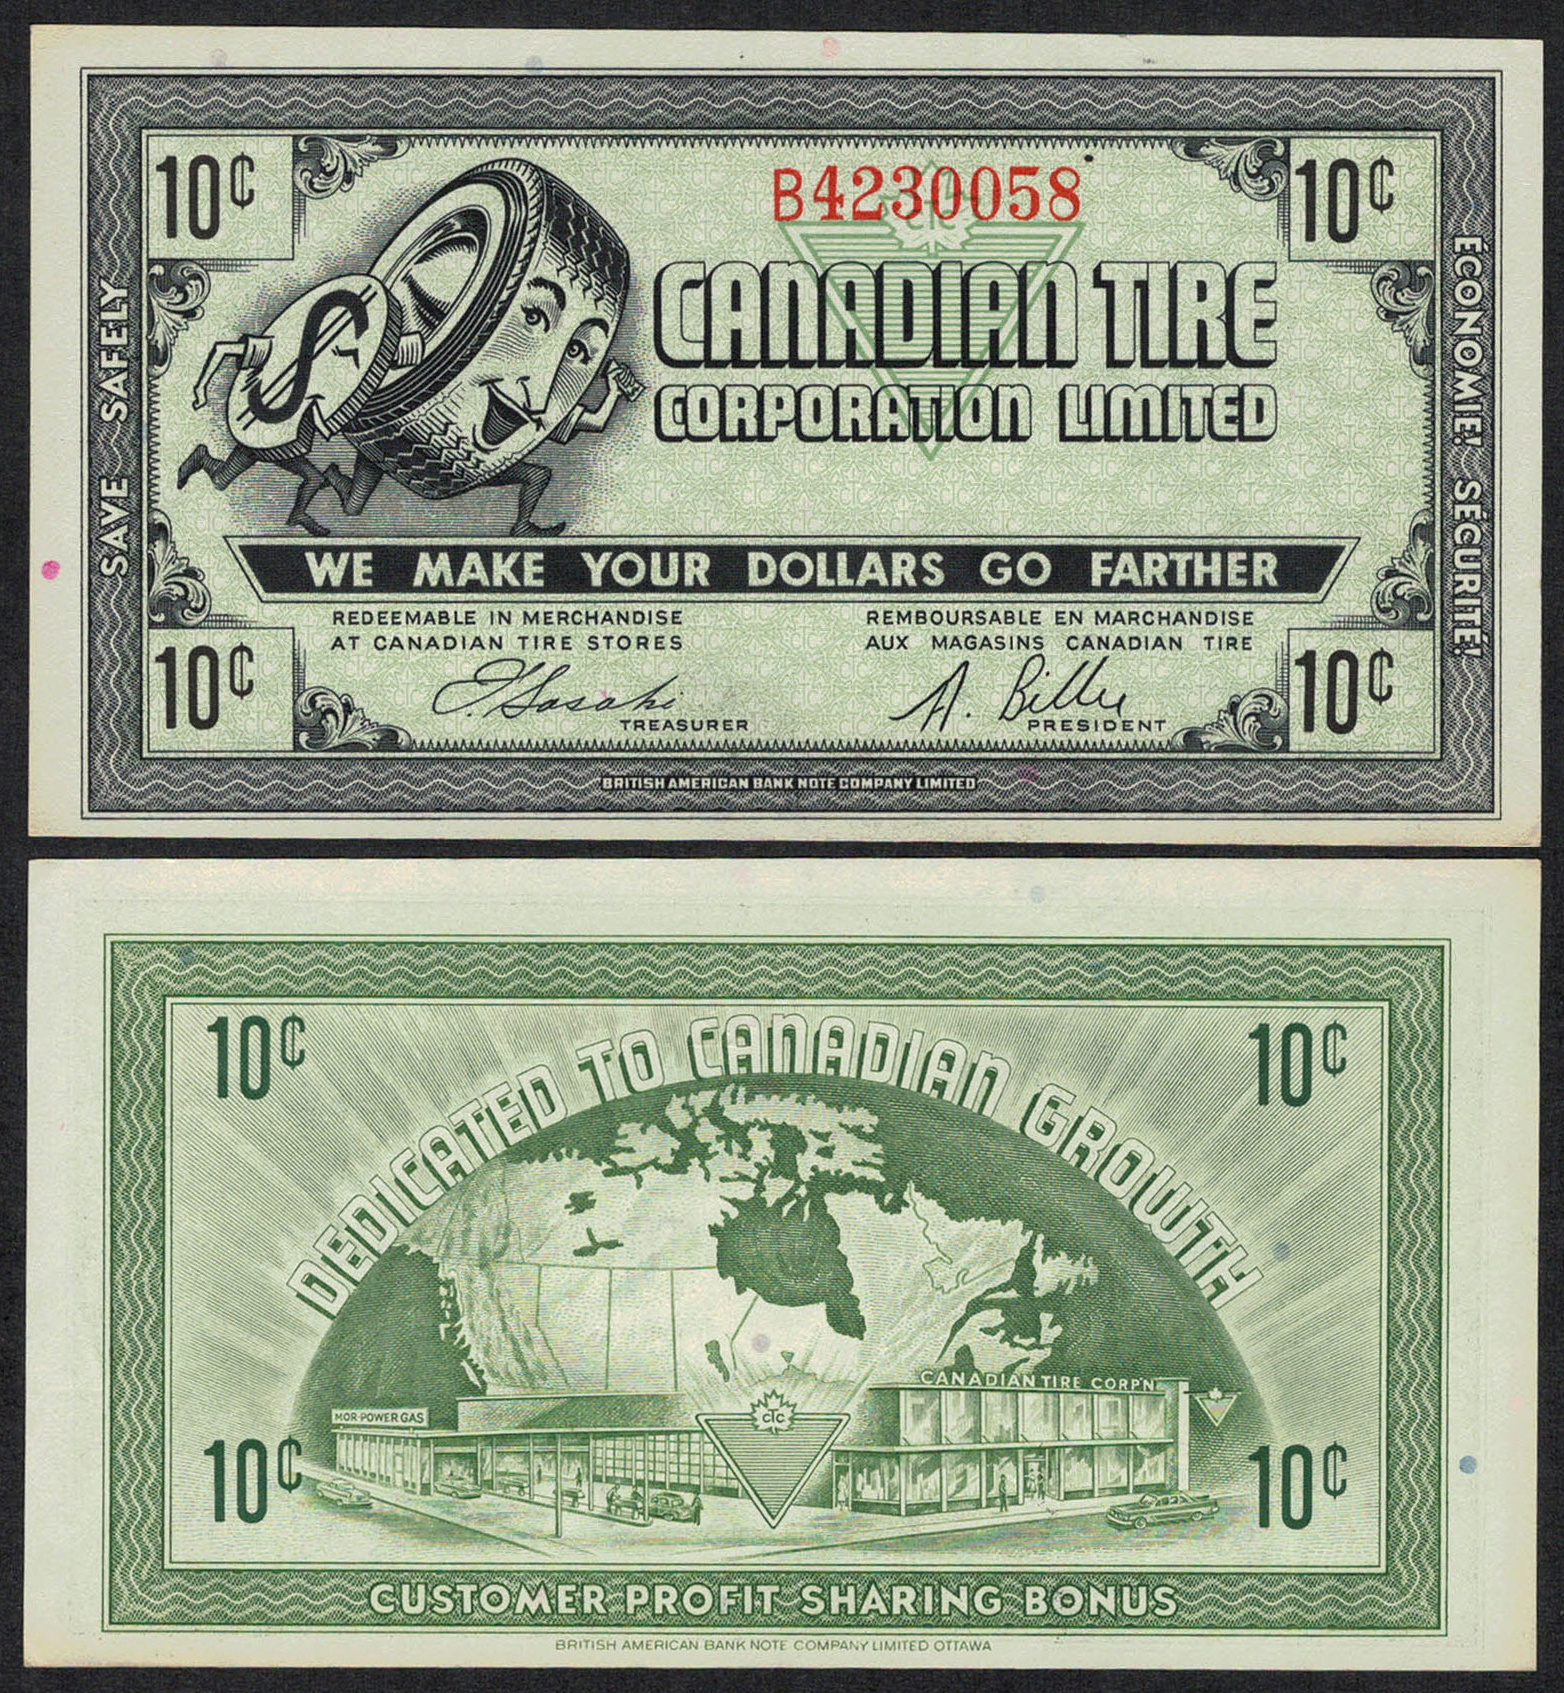 10¢
B4230058
10¢
CTC
CANADIAN TIRE
CORPORATION LIMITED
SAVE SAFELY
ÉCONOMIE! SÉCURITÉ!
WE MAKE YOUR DOLLARS GO FARTHER
REDEEMABLE IN MERCHANDISE
AT CANADIAN TIRE STORES
REMBOURSABLE EN MARCHANDISE
AUX MAGASINS CANADIAN TIRE
10¢
TREASURER
A.
PRESIDENT
10¢
BRITISH AMERICAN BANK NOTE COMPANY LIMITED
10¢
10¢
DEDICATED TO CANADIAN GROWTH
CANADIAN TIRE CORP'N
MOR-POWER GAS
CTC
10¢
10¢
CUSTOMER PROFIT SHARING BONUS
BRITISH AMERICAN BANK NOTE COMPANY LIMITED OTTAWA